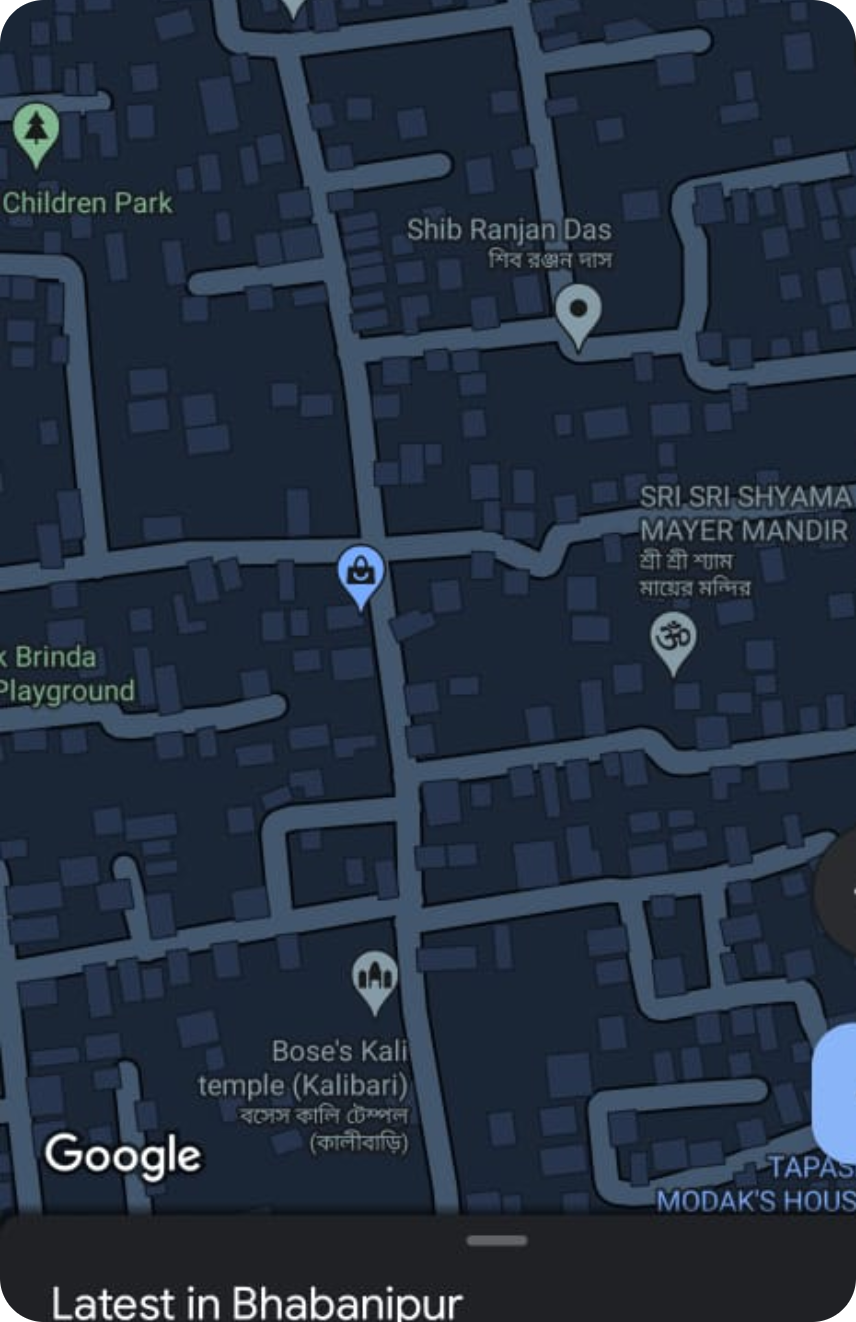 Children Park
Shib Ranjan Das
শিব রঞ্জন দাস
SRI SRI SHYAMA
MAYER MANDIR
শ্রী শ্রী শ্যাম
মায়ের মন্দির
k Brinda
Playground
Bose's Kali
temple (Kalibari)
বসেস কালি টেম্পল
(কালীবাড়ি)
Google
TAPAS
MODAK'S HOUS
Latest in Bhabanipur